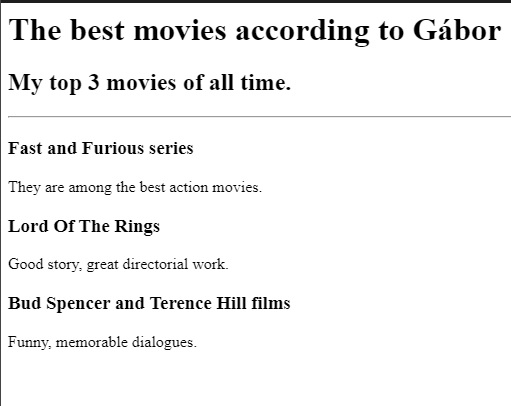 The best movies according to Gábor
My top 3 movies of all time.
Fast and Furious series
They are among the best action movies.
Lord Of The Rings
Good story, great directorial work.
Bud Spencer and Terence Hill films
Funny, memorable dialogues.